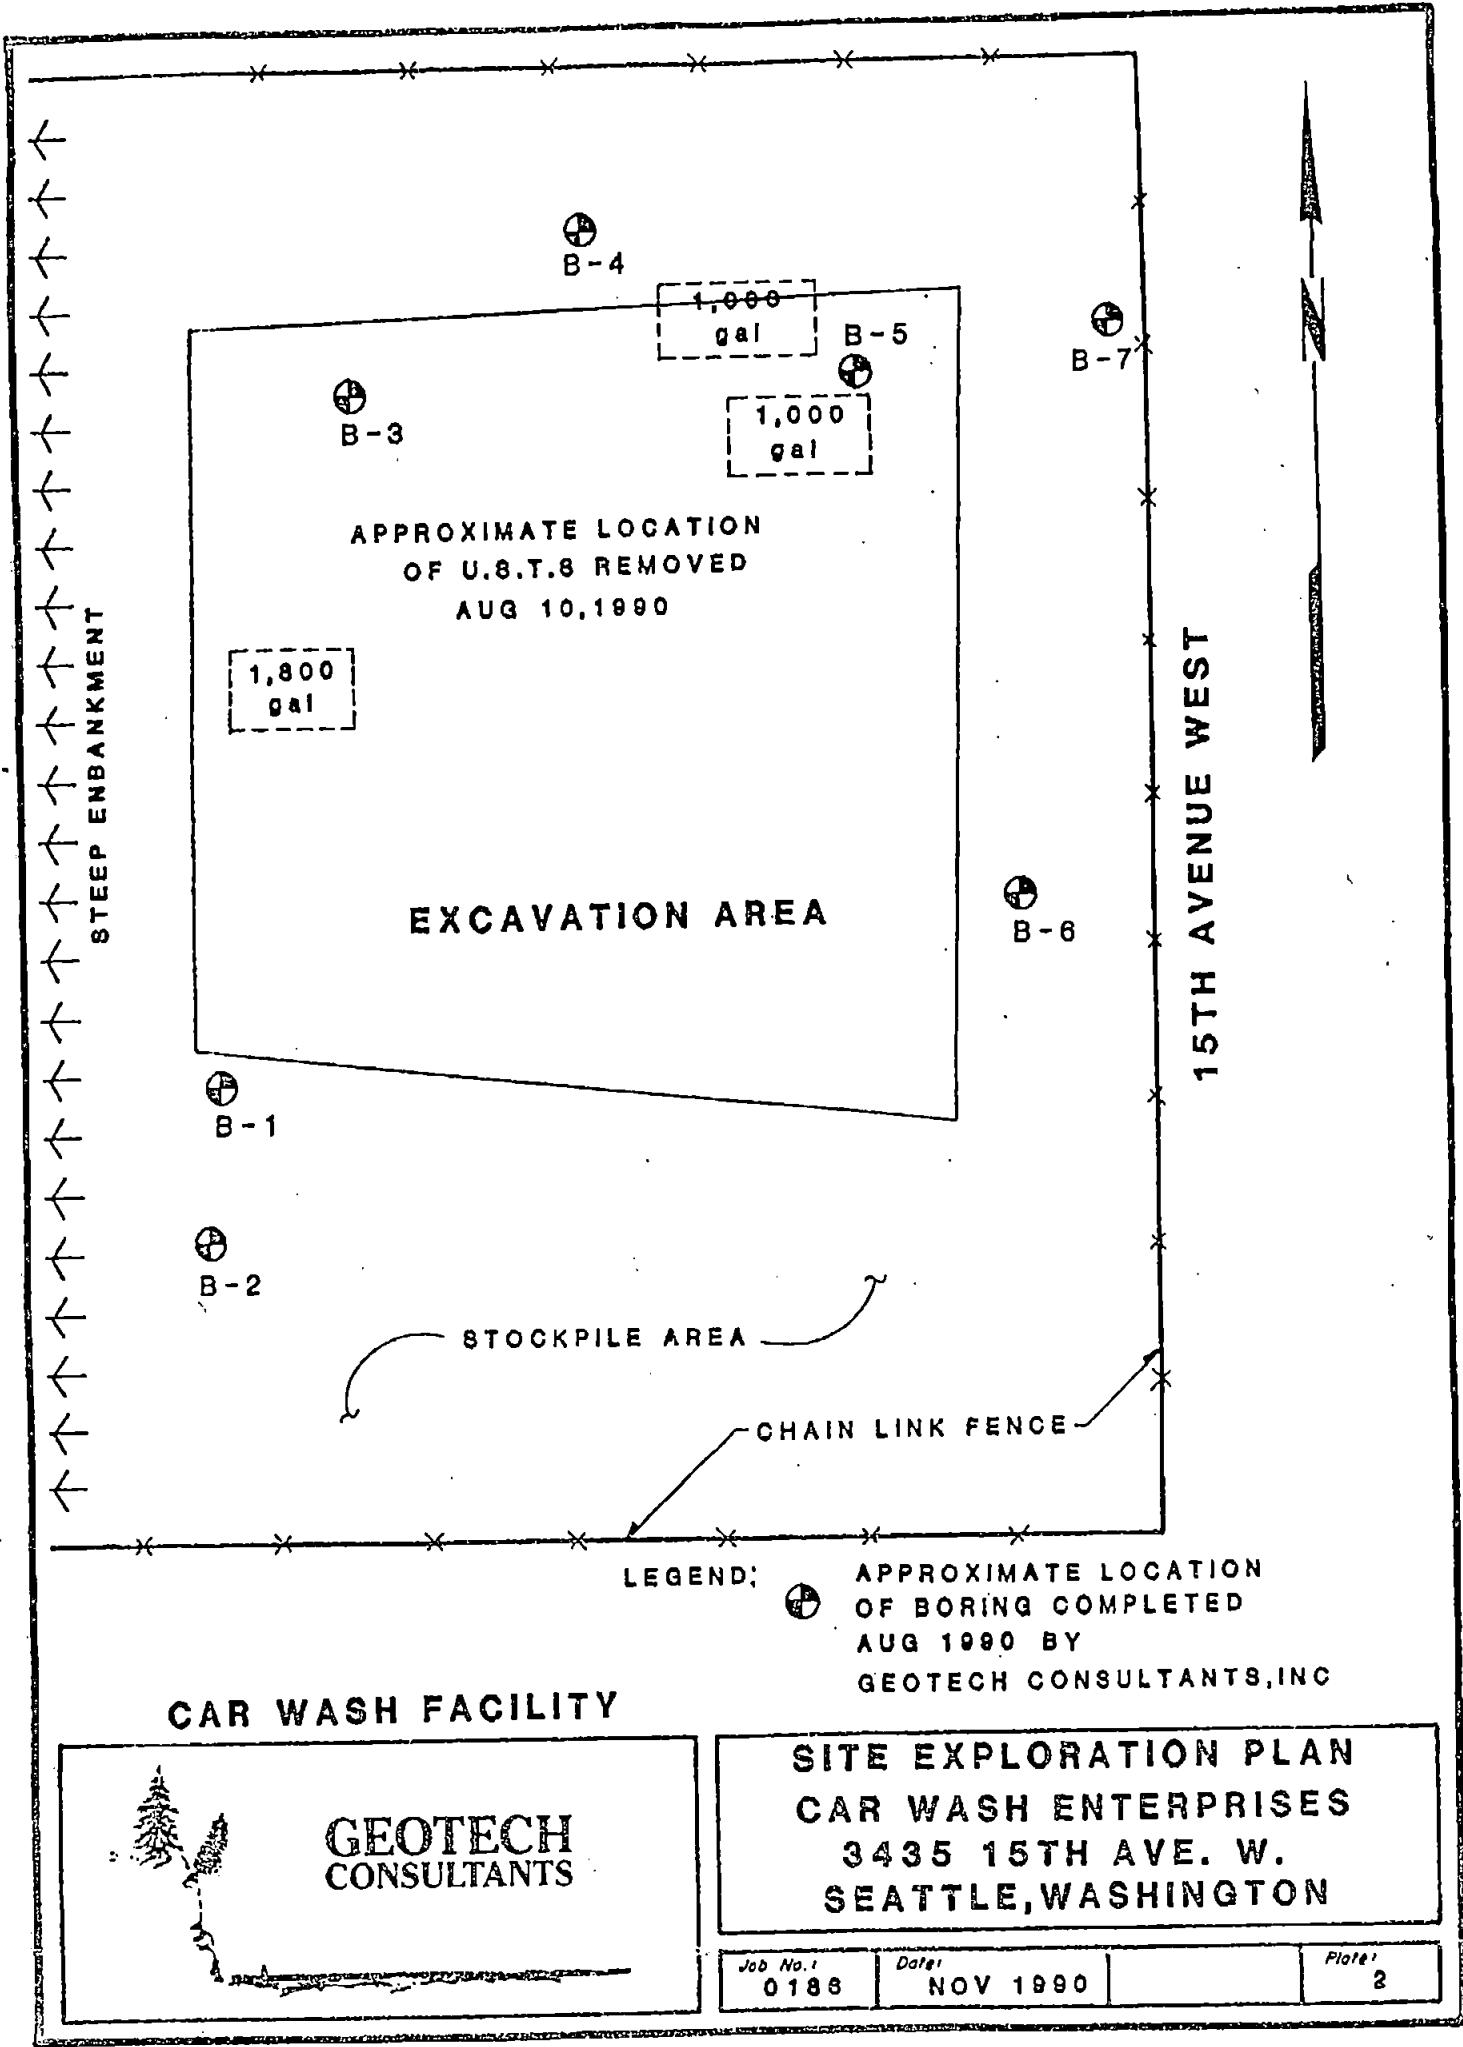 B-4
1,000
gal
B-5
B-7
1,000
gal
B-3
N
APPROXIMATE LOCATION
OF U.S.T.S REMOVED
AUG 10,1990
1,800
gal
STEEP ENBANKMENT
15TH AVENUE WEST
EXCAVATION AREA
B-6
B-1
B-2
STOCKPILE AREA
CHAIN LINK FENCE
LEGEND;
APPROXIMATE LOCATION
OF BORING COMPLETED
AUG 1990 BY
GEOTECH CONSULTANTS,INC
CAR WASH FACILITY
GEOTECH
CONSULTANTS
SITE EXPLORATION PLAN
CAR WASH ENTERPRISES
3435 15TH AVE. W.
SEATTLE,WASHINGTON
Job No.:
0186
Date:
NOV 1990
Plate:
2